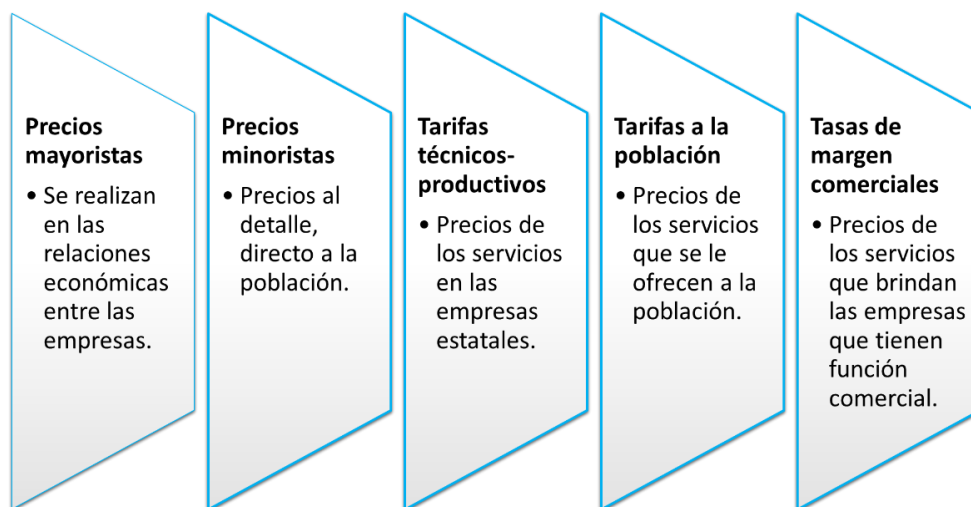 Precios
mayoristas
• Se realizan
en las
relaciones
económicas
entre las
empresas.
Precios
minoristas
• Precios al
detalle,
directo a la
población.
Tarifas
técnicos-
productivos
• Precios de
los servicios
en las
empresas
estatales.
Tarifas a la
población
• Precios de
los servicios
que se le
ofrecen a la
población.
Tasas de
margen
comerciales
• Precios de
los servicios
que brindan
las empresas
que tienen
función
comercial.